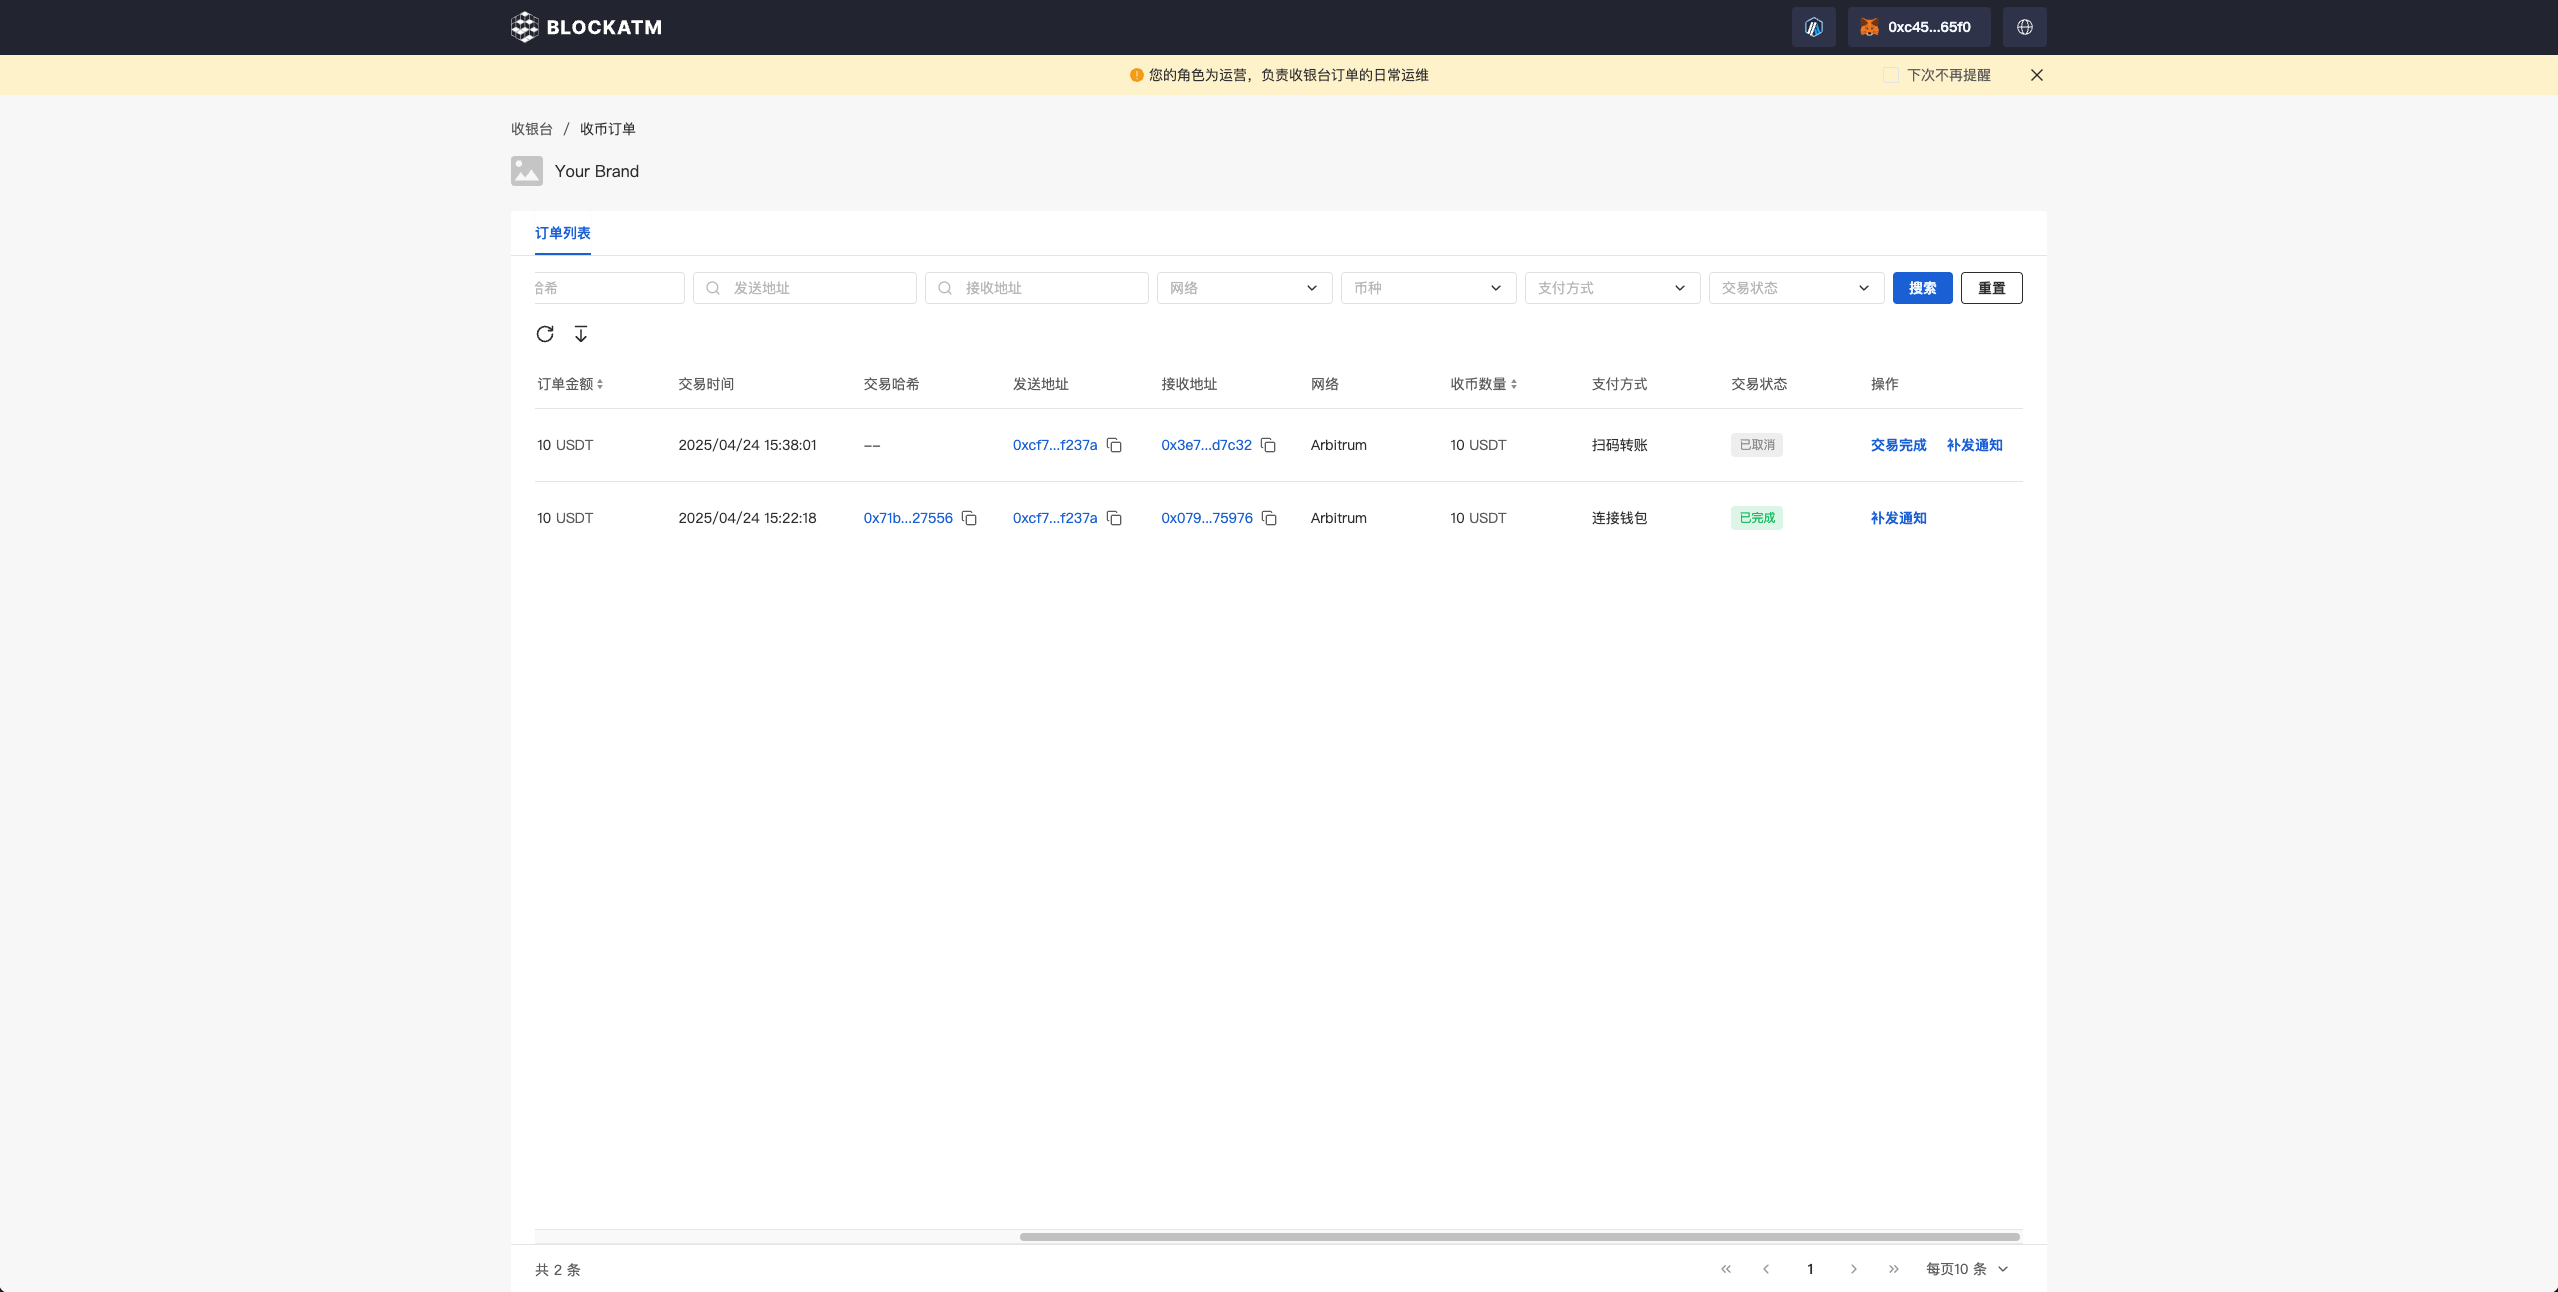 BLOCKATM
0xc45...65f0
您的角色为运营，负责收银台订单的日常运维
下次不再提醒
收银台 / 收币订单
Your Brand
订单列表
哈希 发送地址 接收地址 网络 币种 支付方式 交易状态 搜索 重置
订单金额 交易时间 交易哈希 发送地址 接收地址 网络 收币数量 支付方式 交易状态 操作
10 USDT 2025/04/24 15:38:01 -- 0xcf7...f237a 0x3e7...d7c32 Arbitrum 10 USDT 扫码转账 已取消 交易完成 补发通知
10 USDT 2025/04/24 15:22:18 0x71b...27556 0xcf7...f237a 0x079...75976 Arbitrum 10 USDT 连接钱包 已完成 补发通知
共 2 条
1
每页10 条